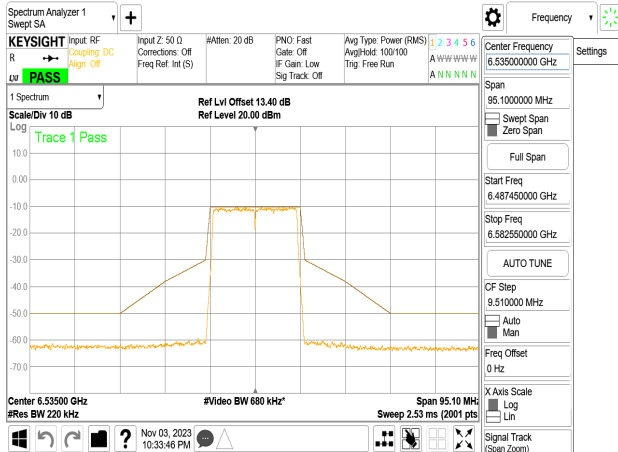 Spectrum Analyzer 1
Swept SA
Frequency
KEYSIGHT
R
LXI
PASS
Input: RF
Coupling: DC
Align: Off
Input Z: 50 Ω
Corrections: Off
Freq Ref: Int (S)
#Atten: 20 dB
PNO: Fast
Gate: Off
IF Gain: Low
Sig Track: Off
Avg Type: Power (RMS)
Avg|Hold: 100/100
Trig: Free Run
1 2 3 4 5 6
A W W W W W
A N N N N N
1 Spectrum
Scale/Div 10 dB
Log
Ref Lvl Offset 13.40 dB
Ref Level 20.00 dBm
Trace 1 Pass
10.0
0.00
-10.0
-20.0
-30.0
-40.0
-50.0
-60.0
-70.0
Center 6.53500 GHz
#Video BW 680 kHz*
Span 95.10 MHz
#Res BW 220 kHz
Sweep 2.53 ms (2001 pts
Nov 03, 2023
10:33:46 PM
?
Center Frequency
6.535000000 GHz
Settings
Span
95.1000000 MHz
Swept Span
Zero Span
Full Span
Start Freq
6.487450000 GHz
Stop Freq
6.582550000 GHz
AUTO TUNE
CF Step
9.510000 MHz
Auto
Man
Freq Offset
0 Hz
X Axis Scale
Log
Lin
Signal Track
(Span Zoom)